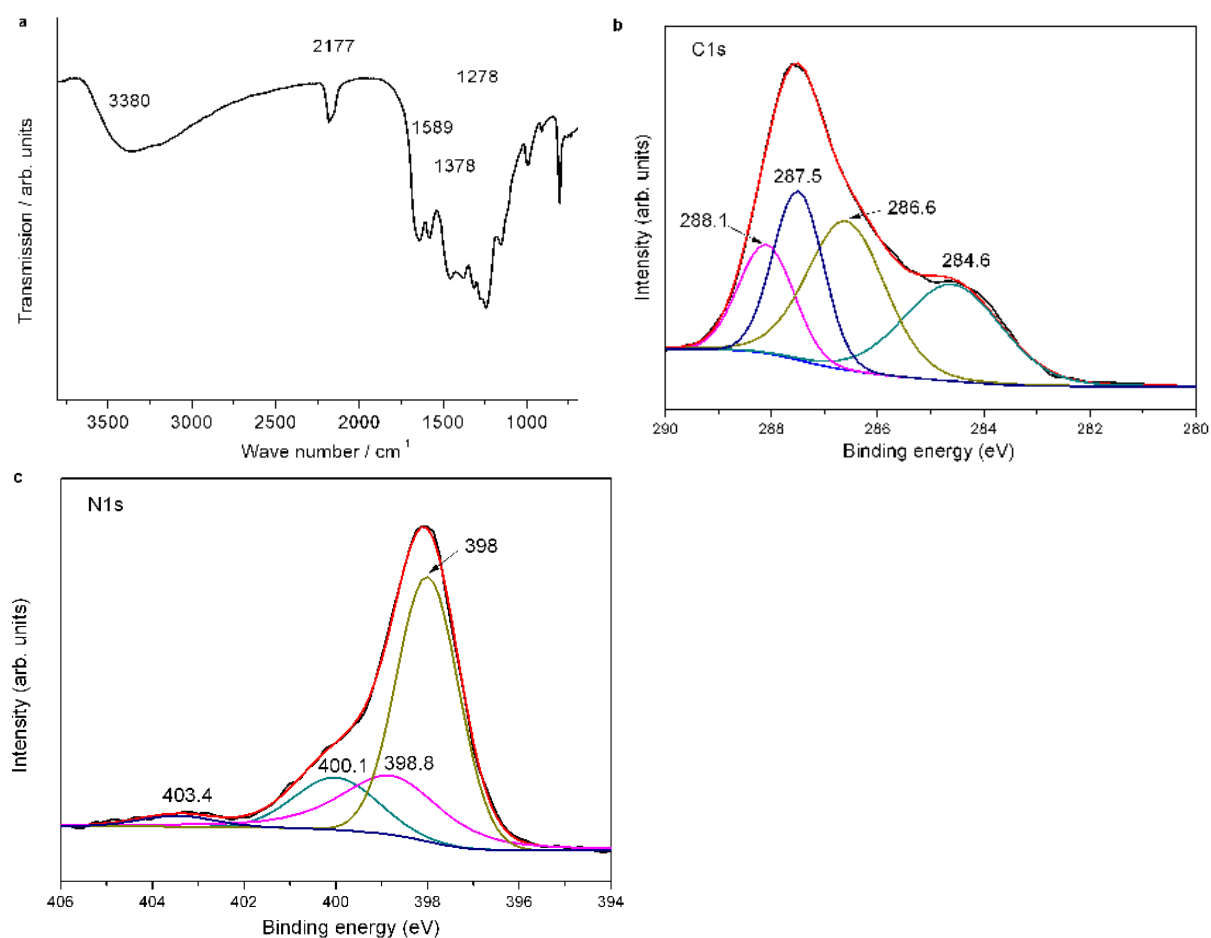 a
2177
1278
3380
1589
1378
Transmission / arb. units
3500 3000 2500 2000 1500 1000
Wave number / cm⁻¹
b
C1s
287.5
286.6
288.1
284.6
Intensity (arb. units)
290 288 286 284 282 280
Binding energy (eV)
c
N1s
398
400.1
398.8
403.4
Intensity (arb. units)
406 404 402 400 398 396 394
Binding energy (eV)